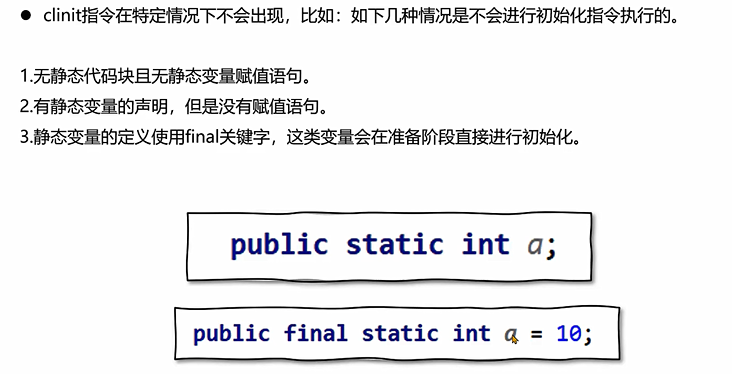 ● clinit指令在特定情况下不会出现，比如：如下几种情况是不会进行初始化指令执行的。
1.无静态代码块且无静态变量赋值语句。
2.有静态变量的声明，但是没有赋值语句。
3.静态变量的定义使用final关键字，这类变量会在准备阶段直接进行初始化。
public static int a;
public final static int a = 10;